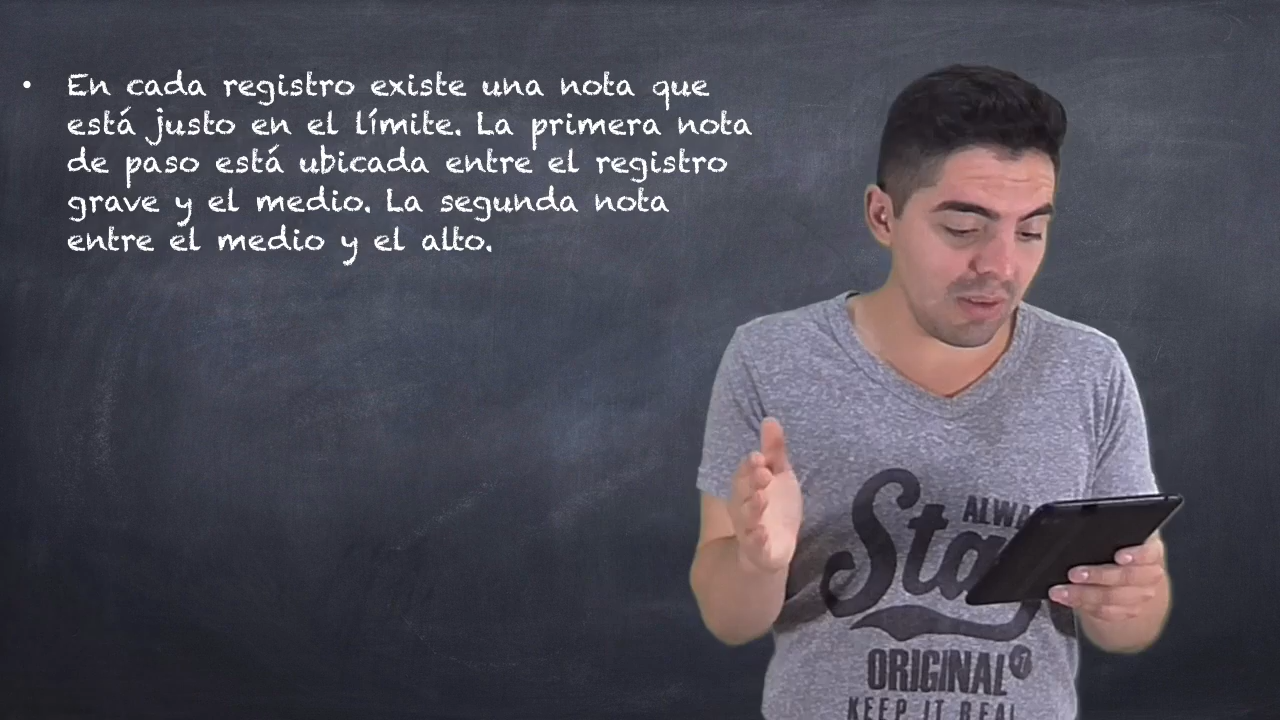 • En cada registro existe una nota que
está justo en el límite. La primera nota
de paso está ubicada entre el registro
grave y el medio. La segunda nota
entre el medio y el alto.
ALWA
Sta
ORIGINAL
KEEP IT REAL